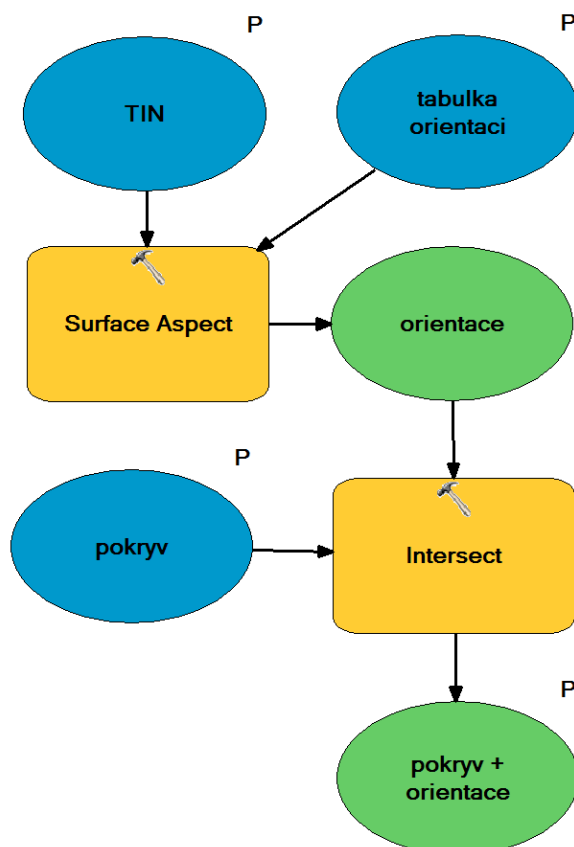 P
P
TIN
tabulka
orientaci
Surface Aspect
orientace
P
pokryv
Intersect
P
pokryv +
orientace